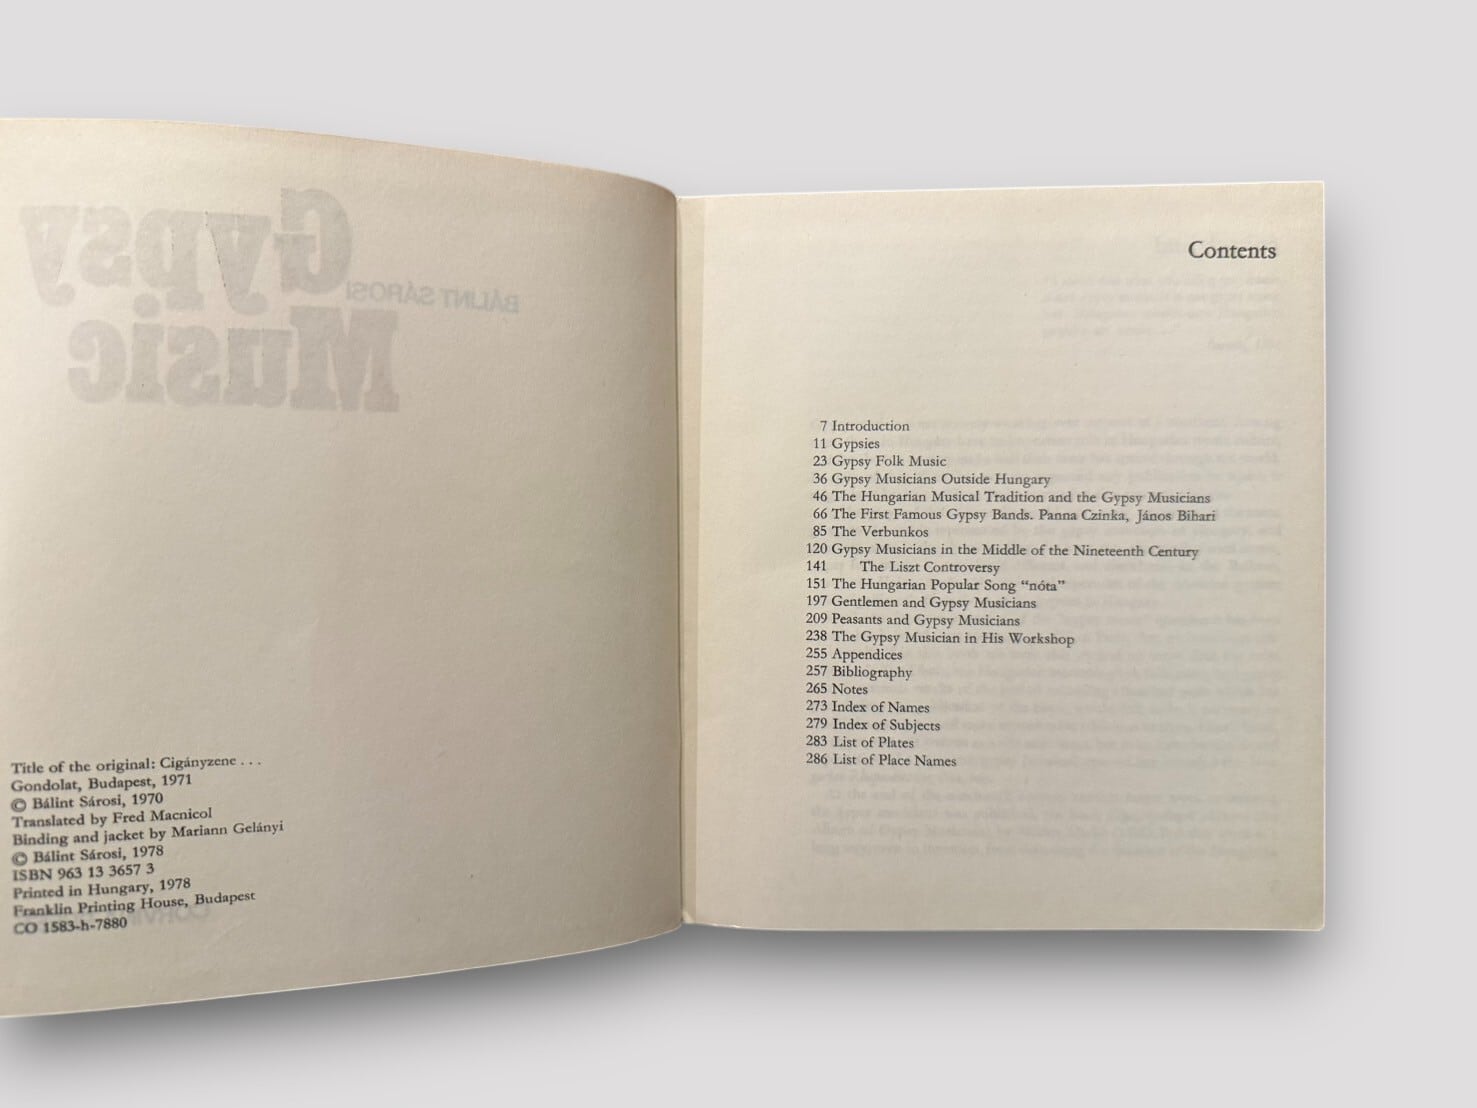 Gypsy
BÁLINT SÁROSI
Music
Title of the original: Cigányzene . . .
Gondolat, Budapest, 1971
© Bálint Sárosi, 1970
Translated by Fred Macnicol
Binding and jacket by Mariann Gelányi
© Bálint Sárosi, 1978
ISBN 963 13 3657 3
Printed in Hungary, 1978
Franklin Printing House, Budapest
CO 1583-h-7880
Contents
7 Introduction
11 Gypsies
23 Gypsy Folk Music
36 Gypsy Musicians Outside Hungary
46 The Hungarian Musical Tradition and the Gypsy Musicians
66 The First Famous Gypsy Bands. Panna Czinka, János Bihari
85 The Verbunkos
120 Gypsy Musicians in the Middle of the Nineteenth Century
141 The Liszt Controversy
151 The Hungarian Popular Song “nóta”
197 Gentlemen and Gypsy Musicians
209 Peasants and Gypsy Musicians
238 The Gypsy Musician in His Workshop
255 Appendices
257 Bibliography
265 Notes
273 Index of Names
279 Index of Subjects
283 List of Plates
286 List of Place Names